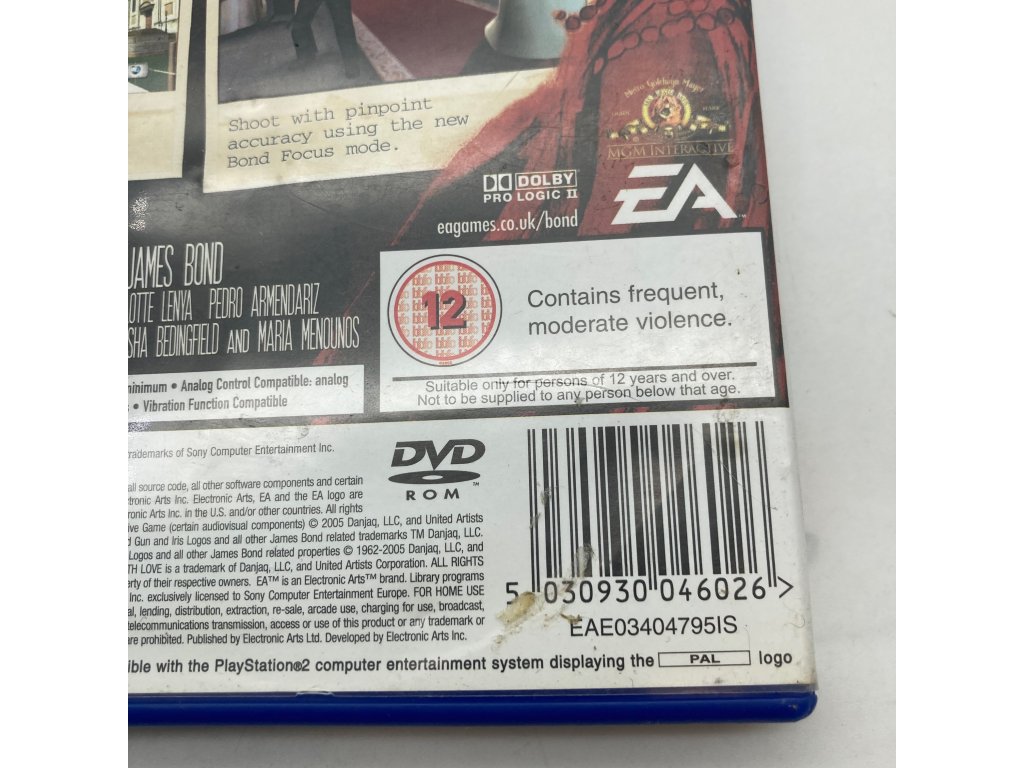 Shoot with pinpoint
accuracy using the new
Bond Focus mode.
Metro Goldwyn Mayer
TRADE MARK
MGM INTERACTIVE
DOLBY
PRO LOGIC II
EA™
eagames.co.uk/bond
JAMES BOND
OTTE LENYA PEDRO ARMENDARIZ
SHA BEDINGFIELD AND MARIA MENOUNOS
12
Contains frequent,
moderate violence.
Suitable only for persons of 12 years and over.
Not to be supplied to any person below that age.
inimum • Analog Control Compatible: analog
• Vibration Function Compatible
rademarks of Sony Computer Entertainment Inc.
DVD™
ROM
all source code, all other software components and certain
tronic Arts Inc. Electronic Arts, EA and the EA logo are
ronic Arts Inc. in the U.S. and/or other countries. All rights
ive Game (certain audiovisual components) © 2005 Danjaq, LLC, and United Artists
d Gun and Iris Logos and all other James Bond related trademarks TM Danjaq, LLC.
Logos and all other James Bond related properties © 1962-2005 Danjaq, LLC, and
TH LOVE is a trademark of Danjaq, LLC, and United Artists Corporation. ALL RIGHTS
erty of their respective owners. EA™ is an Electronic Arts™ brand. Library programs
Inc. exclusively licensed to Sony Computer Entertainment Europe. FOR HOME USE
al, lending, distribution, extraction, re-sale, arcade use, charging for use, broadcast,
telecommunications transmission, access or use of this product or any trademark or
are prohibited. Published by Electronic Arts Ltd. Developed by Electronic Arts Inc.
5 030930 046026 >
EAE03404795IS
ible with the PlayStation®2 computer entertainment system displaying the PAL logo